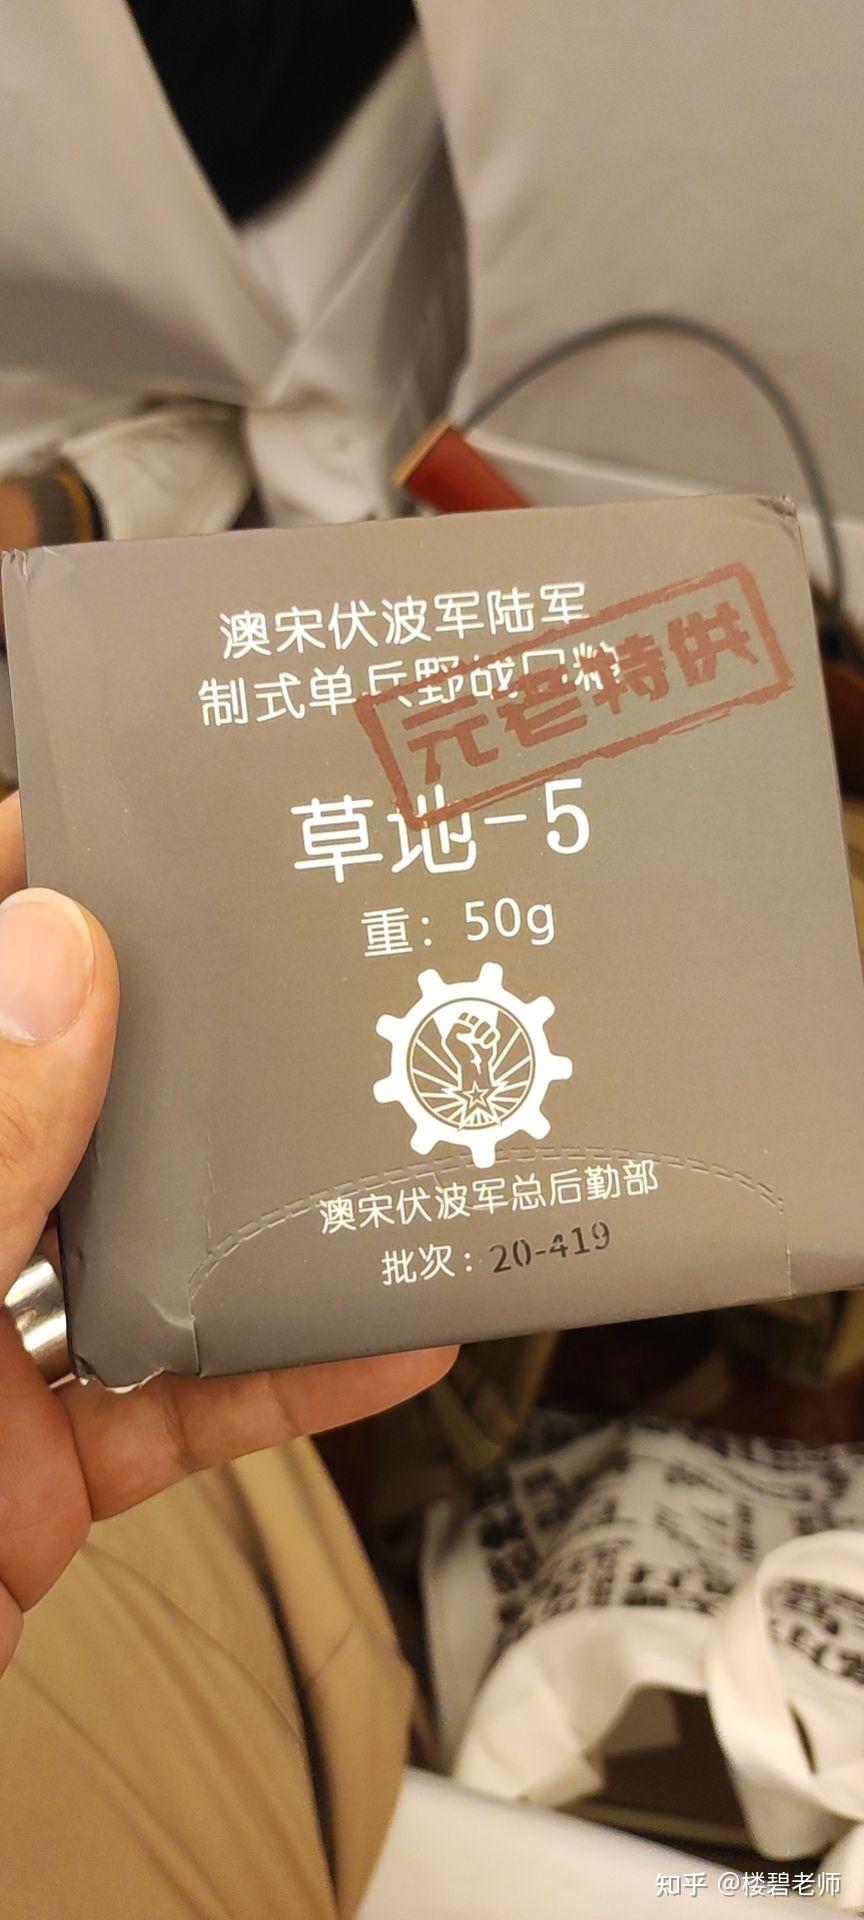 澳宋伏波军陆军
制式单兵野战口粮
元老特供
草地-5
重：50g
澳宋伏波军总后勤部
批次：20-419
知乎 @楼碧老师